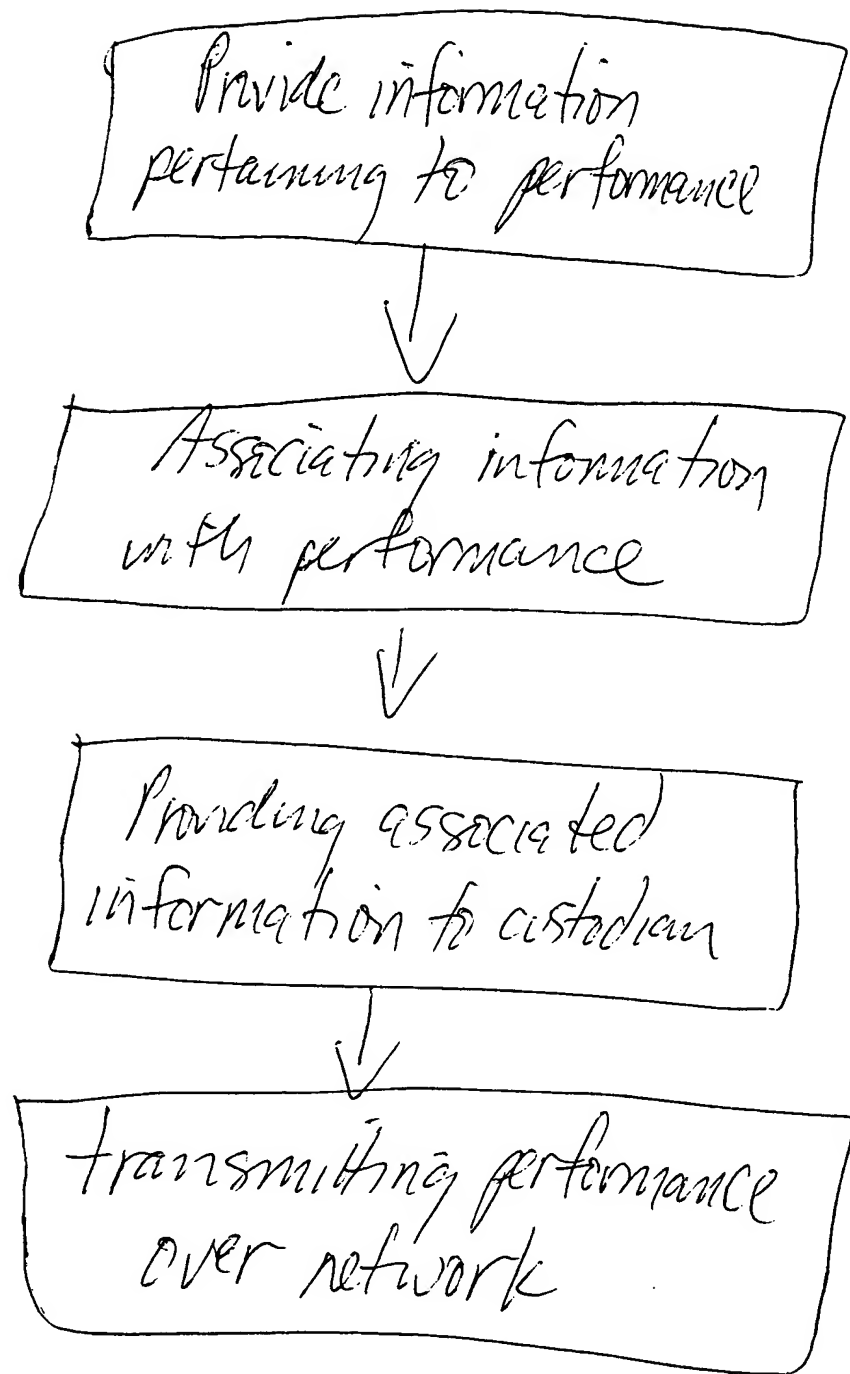 Provide information
pertaining to performance
Associating information
with performance
Providing associated
information to custodian
transmitting performance
over network